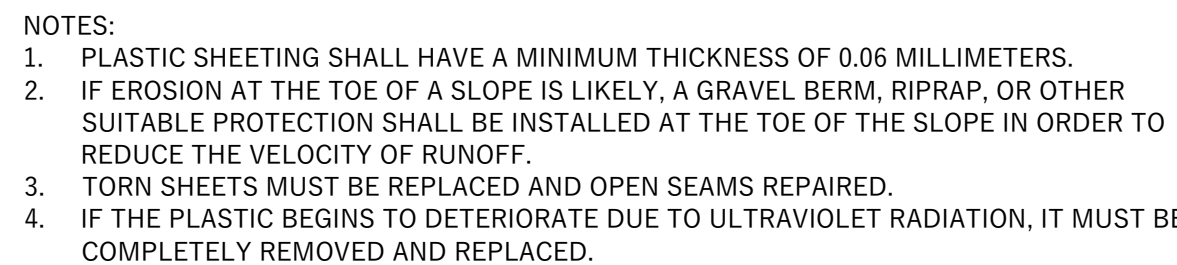 NOTES:
1. PLASTIC SHEETING SHALL HAVE A MINIMUM THICKNESS OF 0.06 MILLIMETERS.
2. IF EROSION AT THE TOE OF A SLOPE IS LIKELY, A GRAVEL BERM, RIPRAP, OR OTHER
SUITABLE PROTECTION SHALL BE INSTALLED AT THE TOE OF THE SLOPE IN ORDER TO
REDUCE THE VELOCITY OF RUNOFF.
3. TORN SHEETS MUST BE REPLACED AND OPEN SEAMS REPAIRED.
4. IF THE PLASTIC BEGINS TO DETERIORATE DUE TO ULTRAVIOLET RADIATION, IT MUST BE
COMPLETELY REMOVED AND REPLACED.